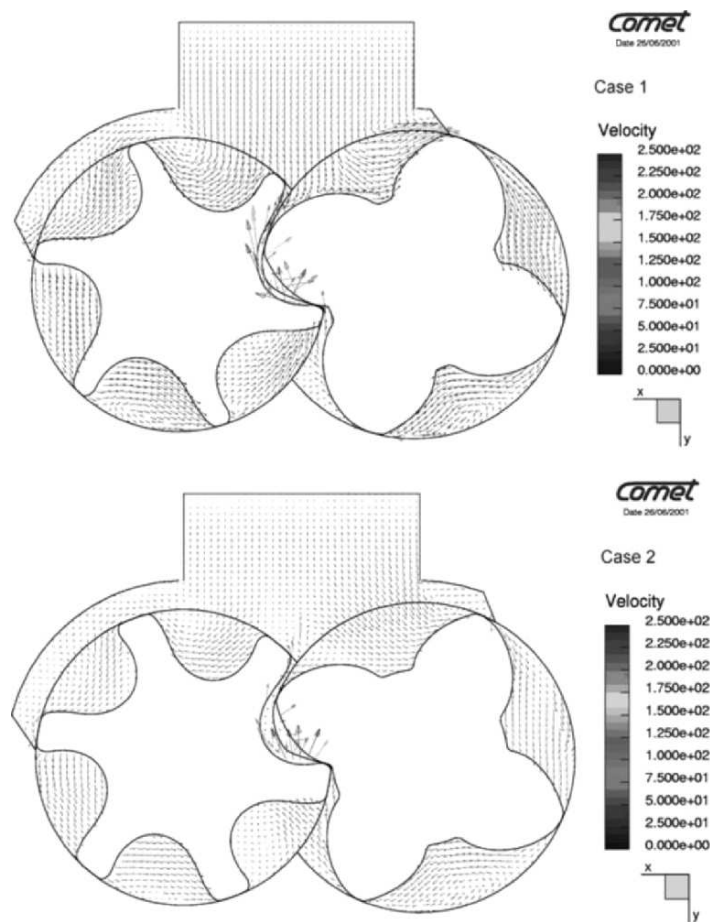 Comet
Date 26/06/2001
Case 1
Velocity
2.500e+02
2.250e+02
2.000e+02
1.750e+02
1.500e+02
1.250e+02
1.000e+02
7.500e+01
5.000e+01
2.500e+01
0.000e+00
x
y
Comet
Date 26/06/2001
Case 2
Velocity
2.500e+02
2.250e+02
2.000e+02
1.750e+02
1.500e+02
1.250e+02
1.000e+02
7.500e+01
5.000e+01
2.500e+01
0.000e+00
x
y